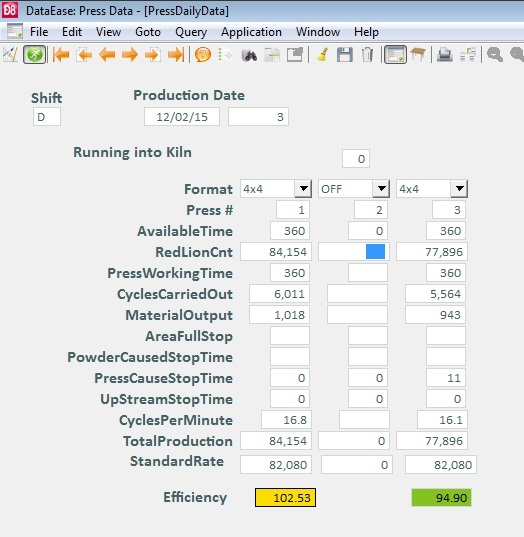 D8 DataEase: Press Data - [PressDailyData]
File Edit View Form Goto Query Application Window Help
Shift Production Date
D 12/02/15 3
Running into Kiln 0
Format 4x4 OFF 4x4
Press # 1 2 3
AvailableTime 360 0 360
RedLionCnt 84,154 77,896
PressWorkingTime 360 360
CyclesCarriedOut 6,011 5,564
MaterialOutput 1,018 943
AreaFullStop
PowderCausedStopTime
PressCauseStopTime 0 0 11
UpStreamStopTime 0 0 0
CyclesPerMinute 16.8 16.1
TotalProduction 84,154 0 77,896
StandardRate 82,080 0 82,080
Efficiency 102.53 94.90